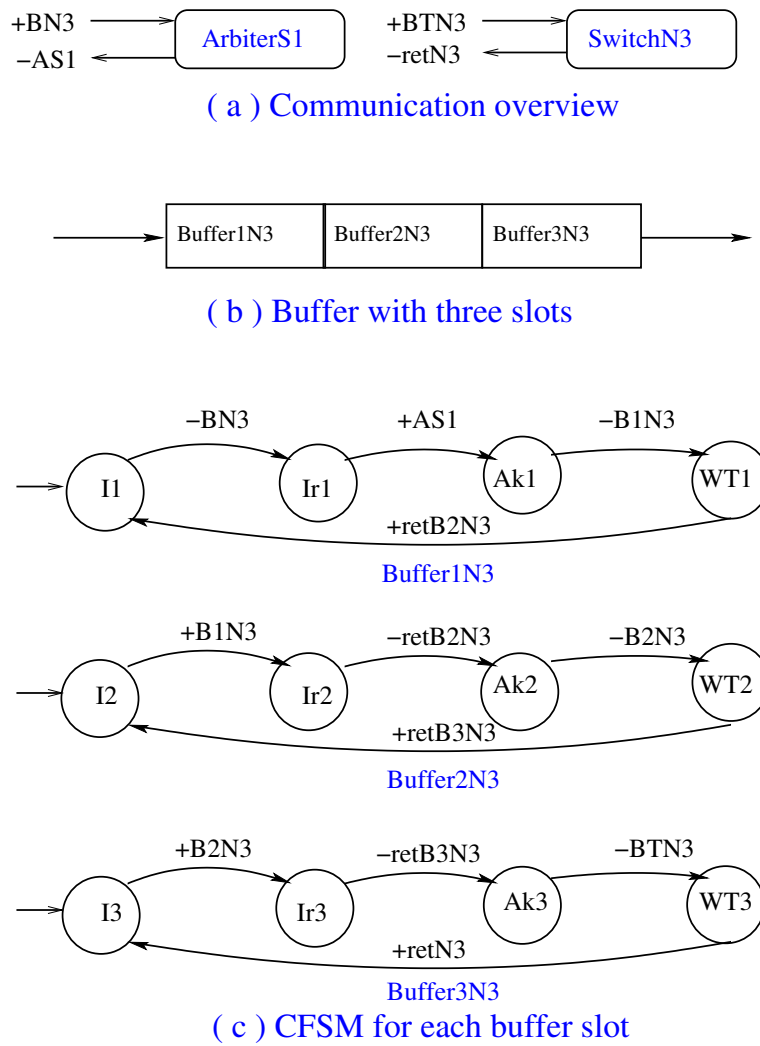 +BN3
−AS1
ArbiterS1
+BTN3
−retN3
SwitchN3
( a ) Communication overview
Buffer1N3 Buffer2N3 Buffer3N3
( b ) Buffer with three slots
−BN3 +AS1 −B1N3
I1 Ir1 Ak1 WT1
+retB2N3
Buffer1N3
+B1N3 −retB2N3 −B2N3
I2 Ir2 Ak2 WT2
+retB3N3
Buffer2N3
+B2N3 −retB3N3 −BTN3
I3 Ir3 Ak3 WT3
+retN3
Buffer3N3
( c ) CFSM for each buffer slot